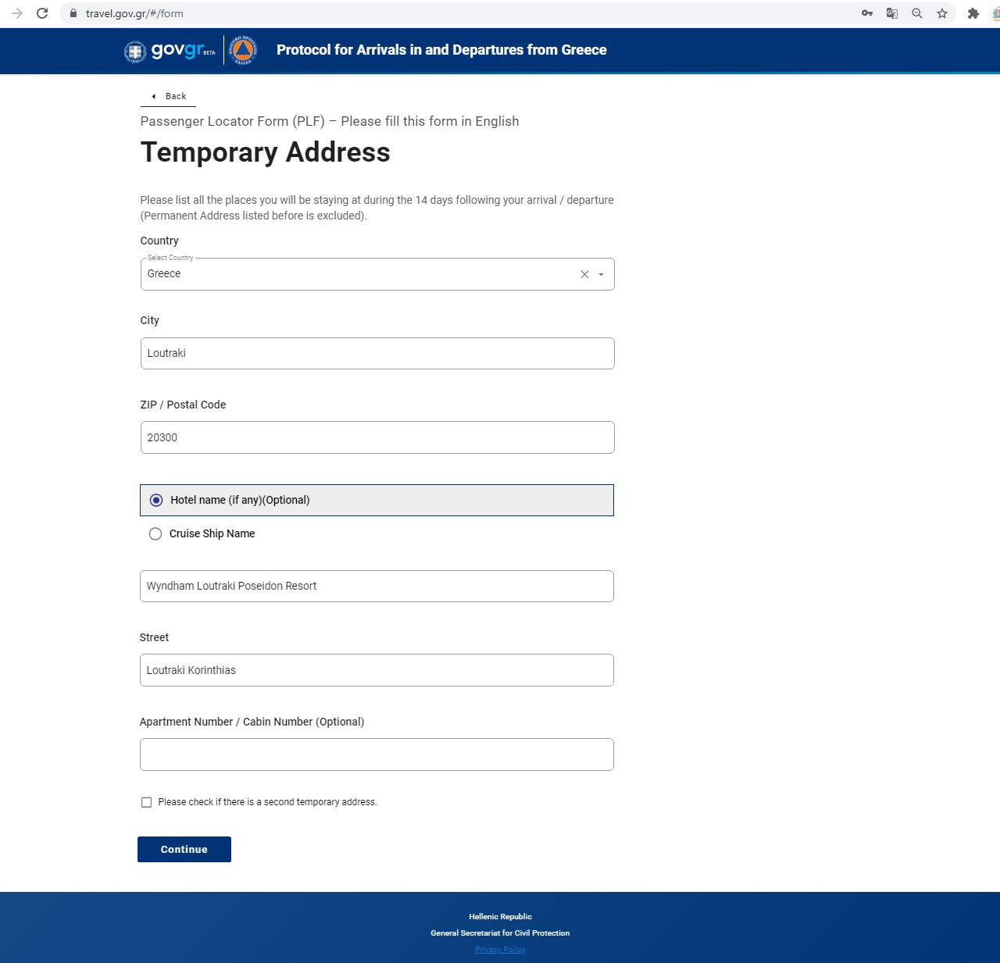 travel.gov.gr/#/form
govgr BETA
Protocol for Arrivals in and Departures from Greece
Back
Passenger Locator Form (PLF) – Please fill this form in English
Temporary Address
Please list all the places you will be staying at during the 14 days following your arrival / departure
(Permanent Address listed before is excluded).
Country
Select Country
Greece
City
Loutraki
ZIP / Postal Code
20300
Hotel name (if any)(Optional)
Cruise Ship Name
Wyndham Loutraki Poseidon Resort
Street
Loutraki Korinthias
Apartment Number / Cabin Number (Optional)
Please check if there is a second temporary address.
Continue
Hellenic Republic
General Secretariat for Civil Protection
Privacy Policy